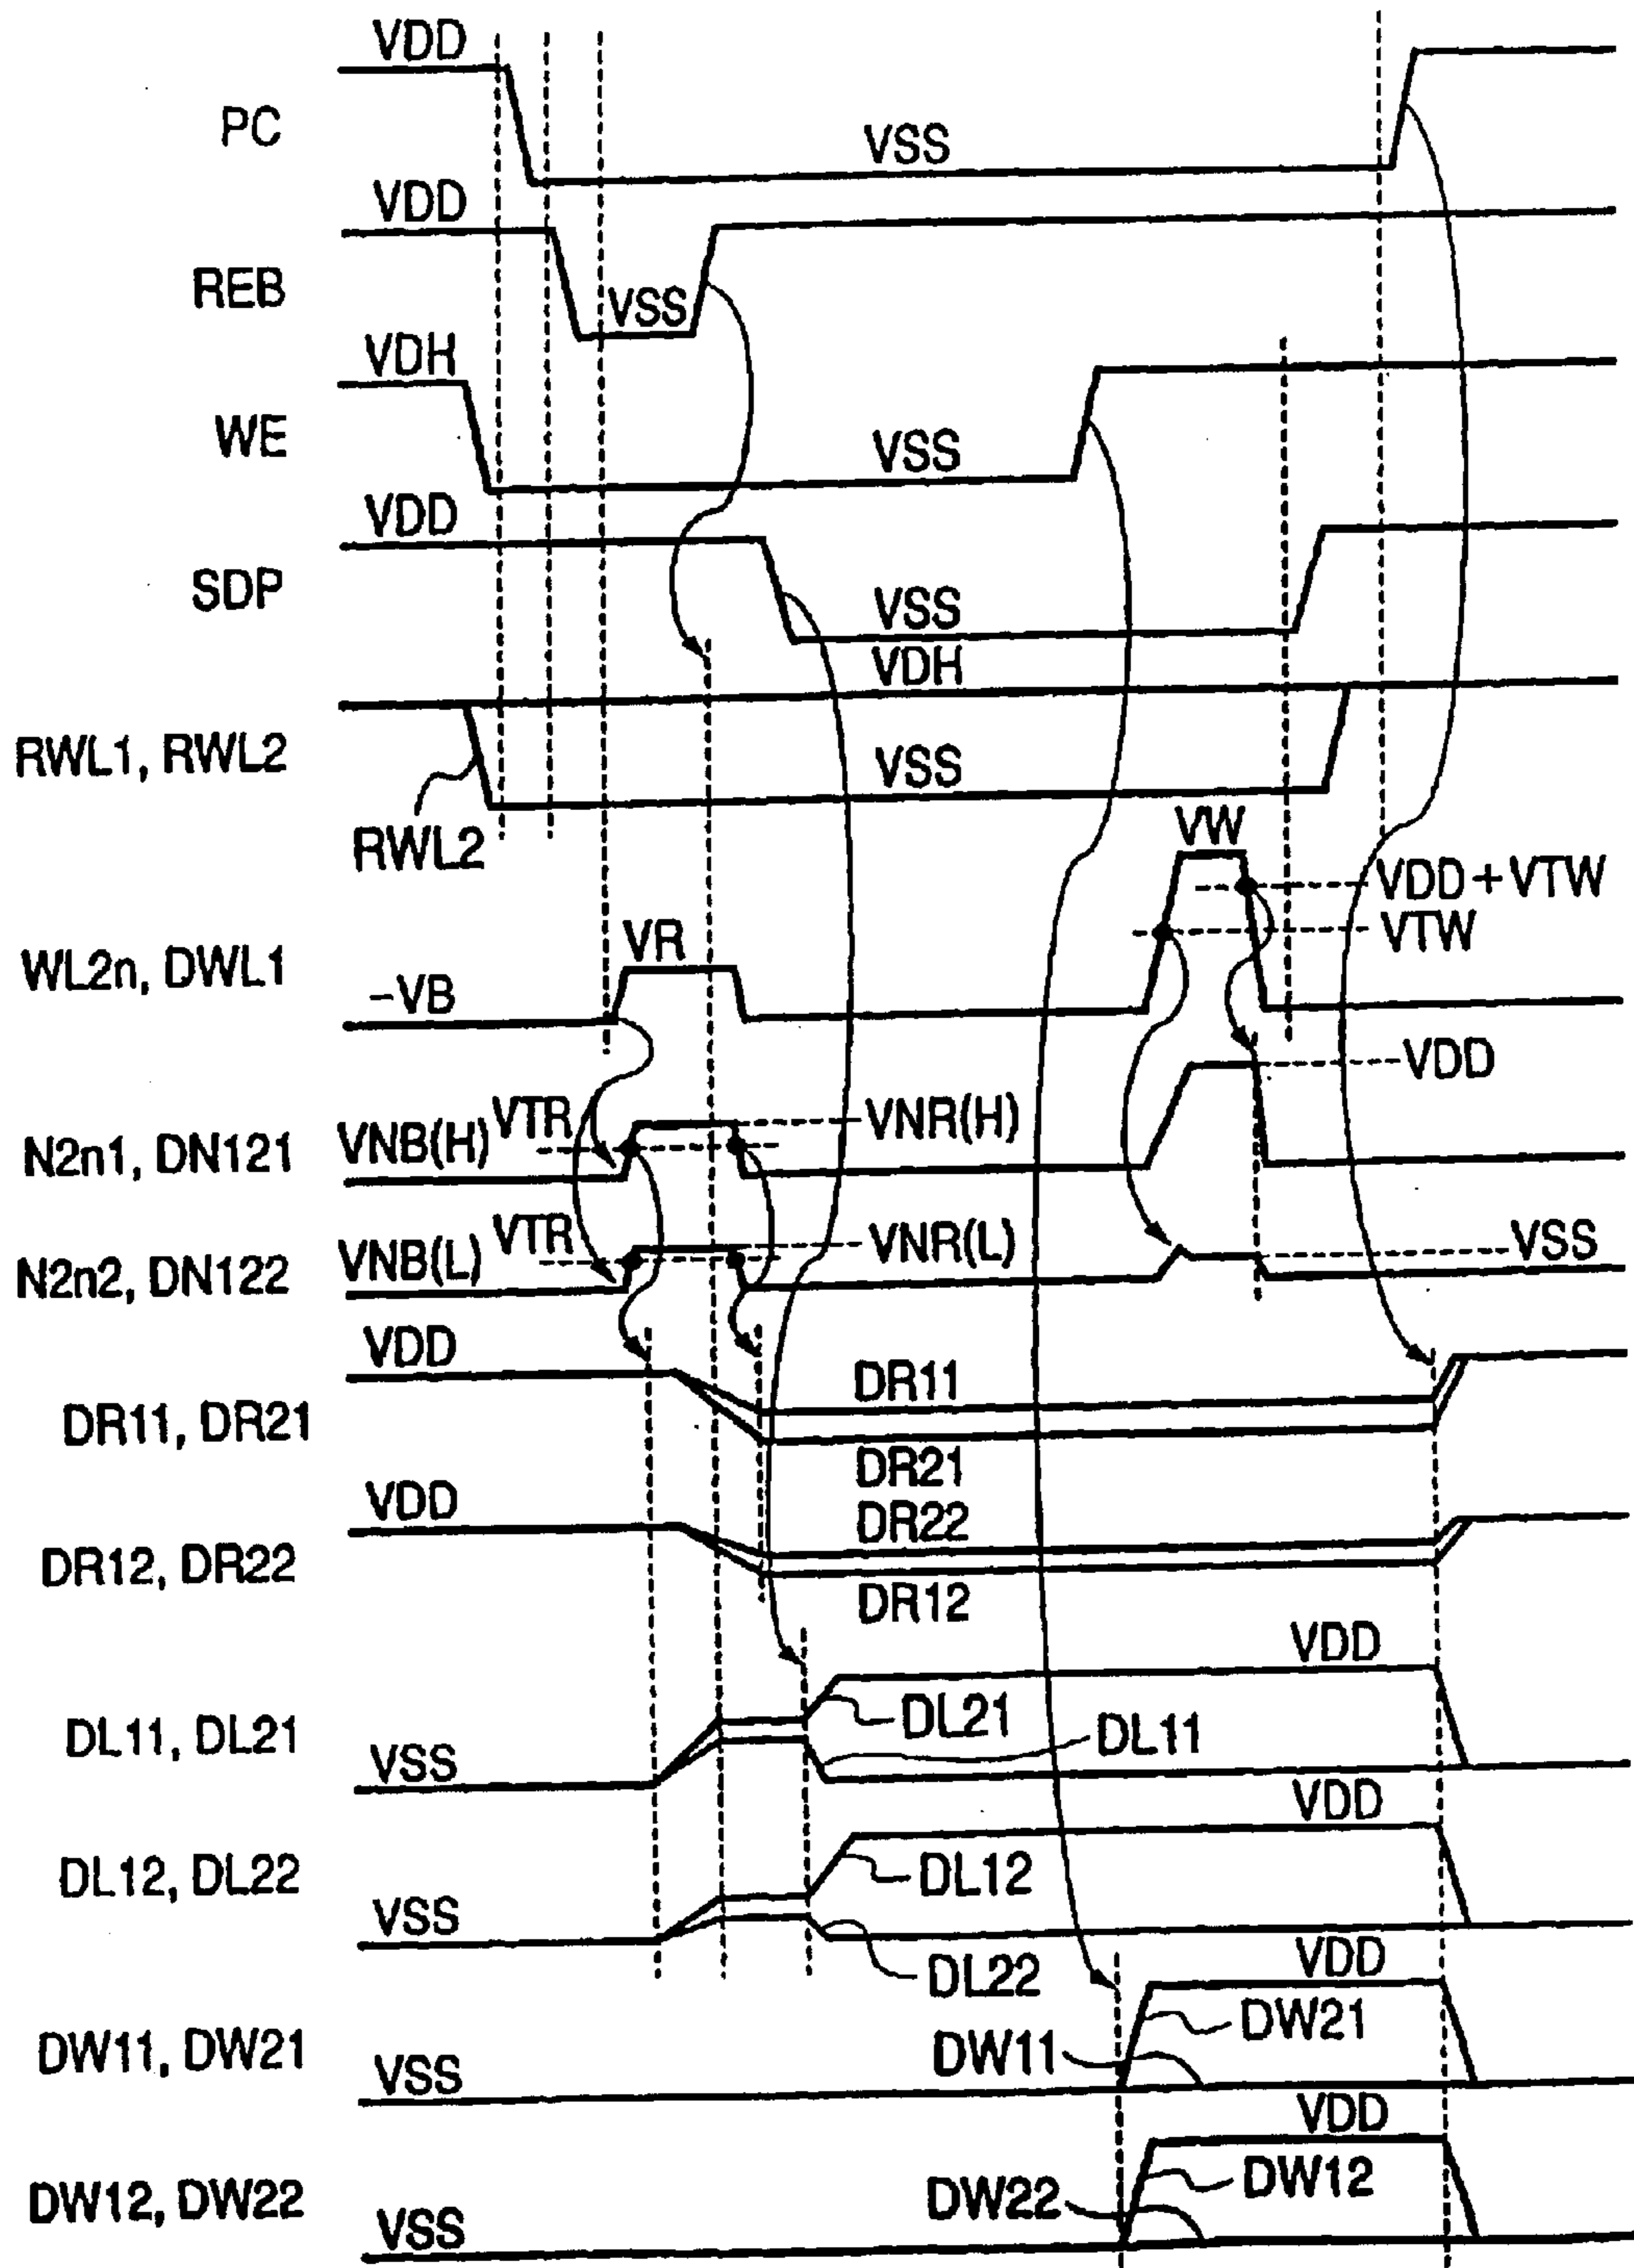 VDD
PC
VSS
VDD
REB
VSS
VDH
WE
VSS
VDD
SDP
VSS
VDH
RWL1, RWL2
VSS
RWL2
VW
VDD+VTW
VTW
WL2n, DWL1
VR
-VB
VDD
N2n1, DN121
VNB(H)
VTR
VNR(H)
N2n2, DN122
VNB(L)
VTR
VNR(L)
VSS
VDD
DR11, DR21
DR11
DR21
VDD
DR12, DR22
DR22
DR12
VDD
DL11, DL21
DL21
DL11
VSS
VDD
DL12, DL22
DL12
VSS
DL22
VDD
DW11, DW21
DW21
DW11
VSS
VDD
DW12, DW22
DW12
DW22
VSS